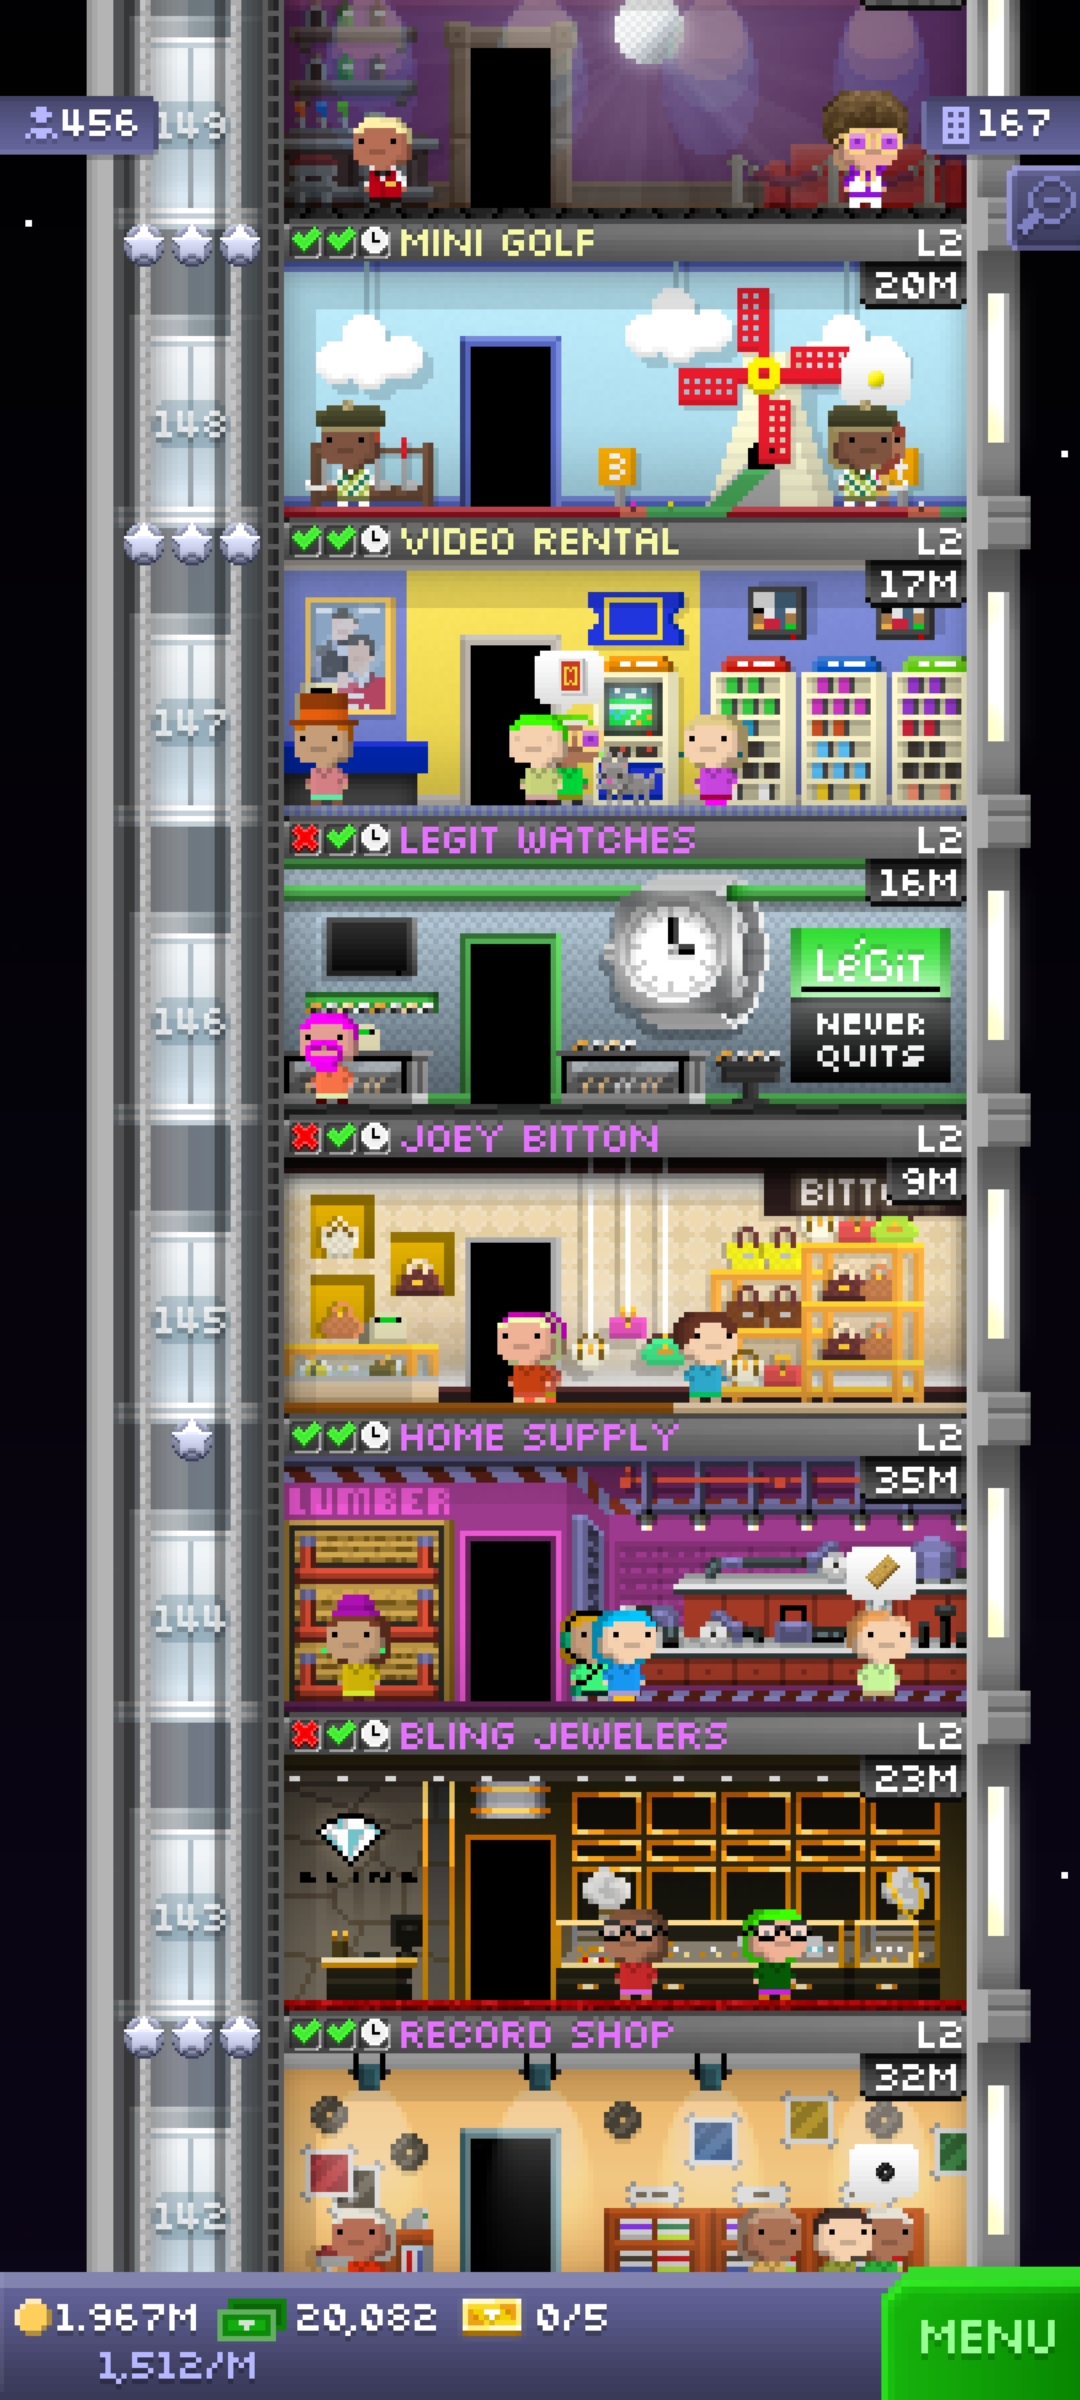 456
149
167
MINI GOLF L2
20M
148
3
VIDEO RENTAL L2
17M
147
LEGIT WATCHES L2
16M
LéGiT
NEVER
QUITS
146
JOEY BITTON L2
9M
BITT
145
HOME SUPPLY L2
35M
LUMBER
144
BLING JEWELERS L2
23M
BLING
143
RECORD SHOP L2
32M
142
1.967M 20,082 0/5
1,512/M
MENU